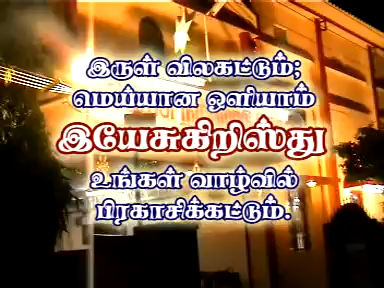 இருள் விலகட்டும்;
மெய்யான ஒளியாம்
இயேசுகிறிஸ்து
உங்கள் வாழ்வில்
பிரகாசிக்கட்டும்.